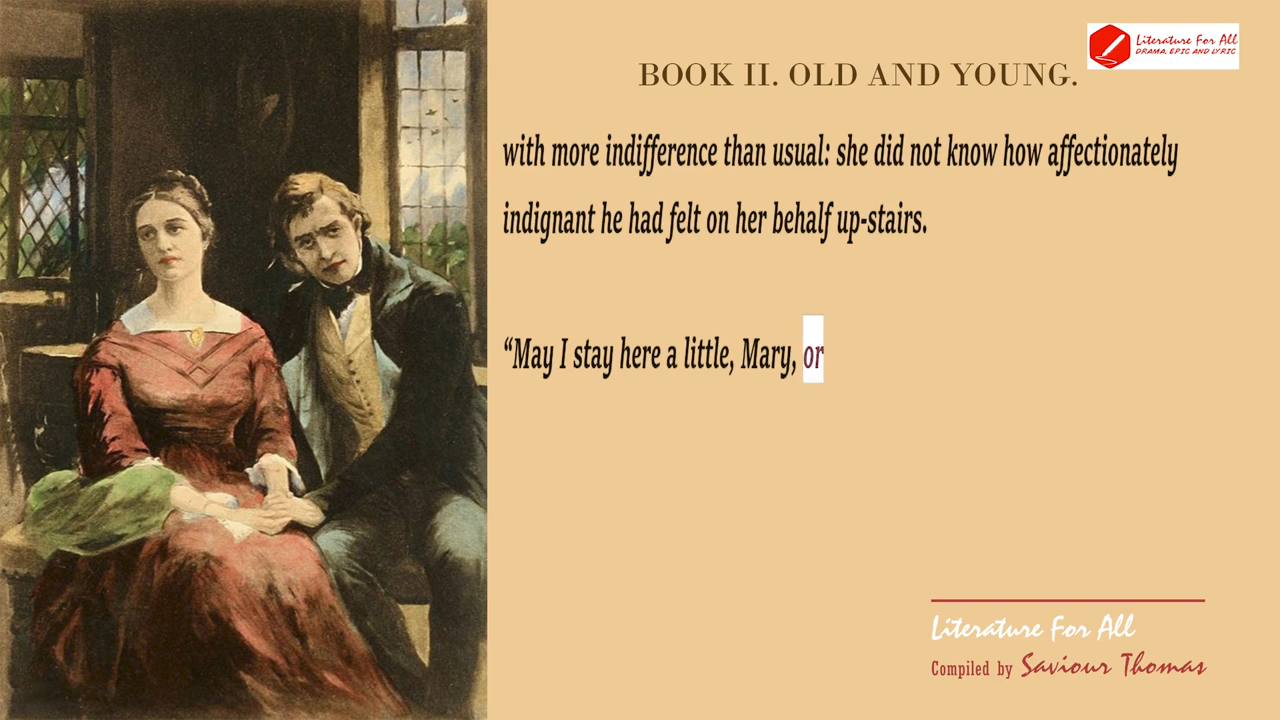 Literature For All
DRAMA, EPIC AND LYRIC
BOOK II. OLD AND YOUNG.
with more indifference than usual: she did not know how affectionately
indignant he had felt on her behalf up-stairs.
“May I stay here a little, Mary, or
Literature For All
Compiled by Saviour Thomas